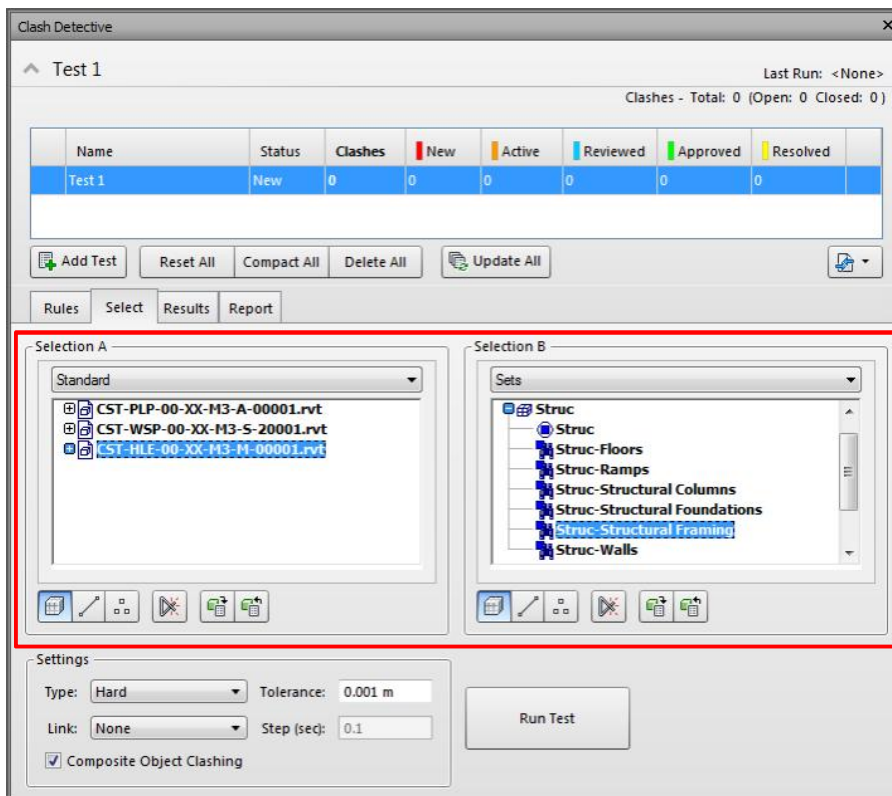 Clash Detective
Test 1
Last Run: <None>
Clashes - Total: 0 (Open: 0 Closed: 0)
Name Status Clashes New Active Reviewed Approved Resolved
Test 1 New 0 0 0 0 0 0
Add Test Reset All Compact All Delete All Update All
Rules Select Results Report
Selection A
Standard
CST-PLP-00-XX-M3-A-00001.rvt
CST-WSP-00-XX-M3-S-20001.rvt
CST-HLE-00-XX-M3-M-00001.rvt
Selection B
Sets
Struc
Struc
Struc-Floors
Struc-Ramps
Struc-Structural Columns
Struc-Structural Foundations
Struc-Structural Framing
Struc-Walls
Settings
Type: Hard Tolerance: 0.001 m
Link: None Step (sec): 0.1
Composite Object Clashing
Run Test